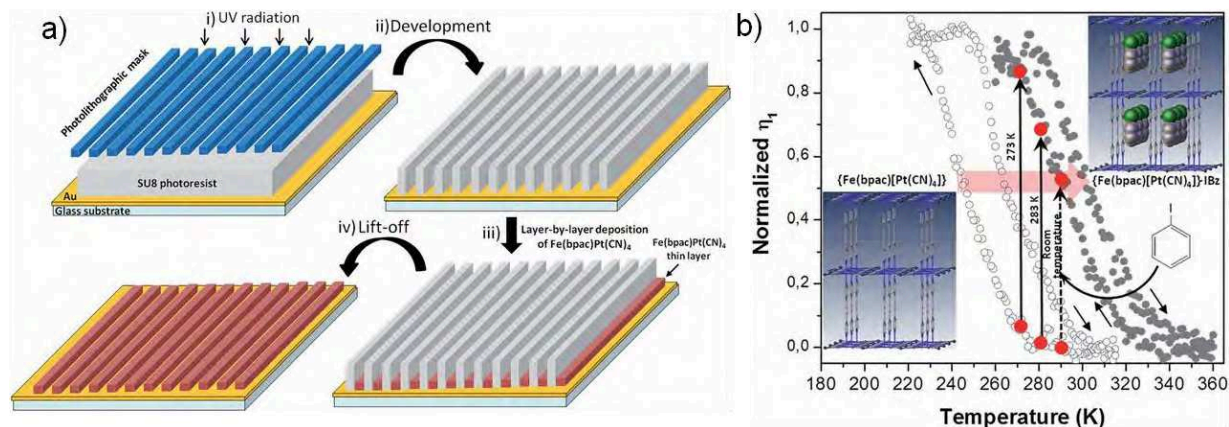 a)
i) UV radiation
ii) Development
Photolithographic mask
SU8 photoresist
Au
Glass substrate
iv) Lift-off
iii)
Layer-by-layer deposition
of Fe(bpac)Pt(CN)₄
Fe(bpac)Pt(CN)₄
thin layer
b)
Normalized η₁
1,0
0,8
0,6
0,4
0,2
0,0
273 K
283 K
Room
temperature
{Fe(bpac)[Pt(CN)₄]}
{Fe(bpac)[Pt(CN)₄]}·IBz
I
180 200 220 240 260 280 300 320 340 360
Temperature (K)